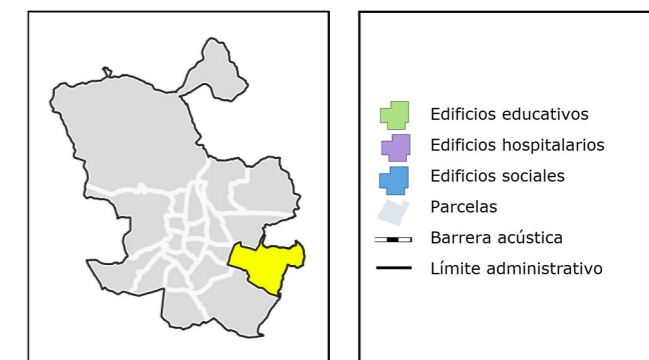 Edificios educativos
Edificios hospitalarios
Edificios sociales
Parcelas
Barrera acústica
Límite administrativo